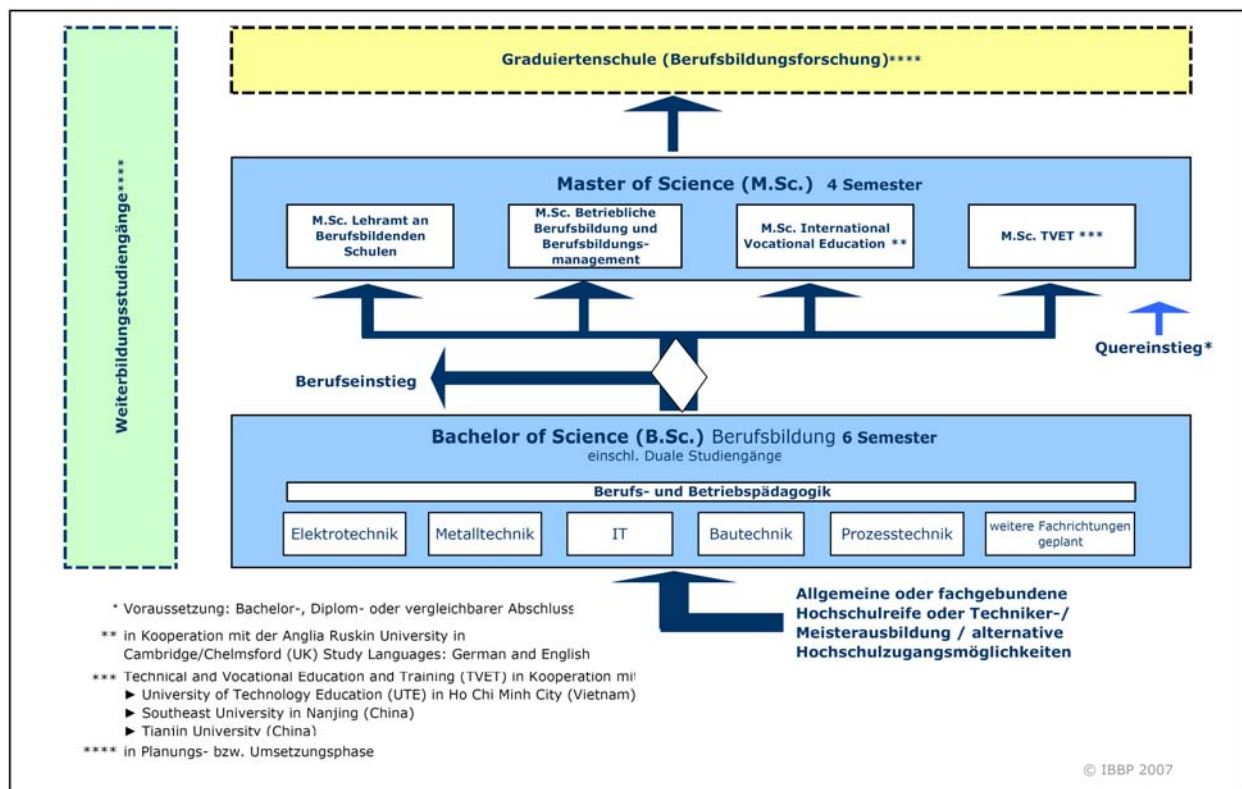 Weiterbildungsstudiengänge****
Graduiertenschule (Berufsbildungsforschung)****
Master of Science (M.Sc.) 4 Semester
M.Sc. Lehramt an
Berufsbildenden
Schulen
M.Sc. Betriebliche
Berufsbildung und
Berufsbildungs-
management
M.Sc. International
Vocational Education **
M.Sc. TVET ***
Quereinstieg*
Berufseinstieg
Bachelor of Science (B.Sc.) Berufsbildung 6 Semester
einschl. Duale Studiengänge
Berufs- und Betriebspädagogik
Elektrotechnik
Metalltechnik
IT
Bautechnik
Prozesstechnik
weitere Fachrichtungen
geplant
Allgemeine oder fachgebundene
Hochschulreife oder Techniker-/
Meisterausbildung / alternative
Hochschulzugangsmöglichkeiten
* Voraussetzung: Bachelor-, Diplom- oder vergleichbarer Abschluss
** in Kooperation mit der Anglia Ruskin University in
Cambridge/Chelmsford (UK) Study Languages: German and English
*** Technical and Vocational Education and Training (TVET) in Kooperation mit
► University of Technology Education (UTE) in Ho Chi Minh City (Vietnam)
► Southeast University in Nanjing (China)
► Tianjin University (China)
**** in Planungs- bzw. Umsetzungsphase
© IBBP 2007